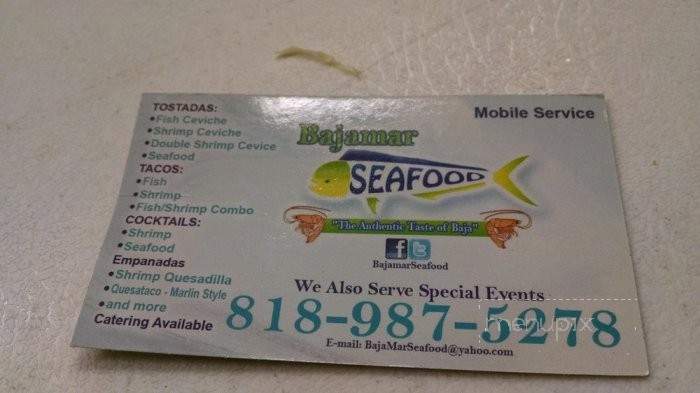 TOSTADAS:
•Fish Ceviche
•Shrimp Ceviche
•Double Shrimp Cevice
•Seafood
TACOS:
•Fish
•Shrimp
•Fish/Shrimp Combo
COCKTAILS:
•Shrimp
•Seafood
Empanadas
•Shrimp Quesadilla
•Quesataco - Marlin Style
•and more
Catering Available
Mobile Service
Bajamar
SEAFOOD
"The Authentic Taste of Baja"
f t
BajamarSeafood
We Also Serve Special Events
818-987-5278
E-mail: BajaMarSeafood@yahoo.com
menupix